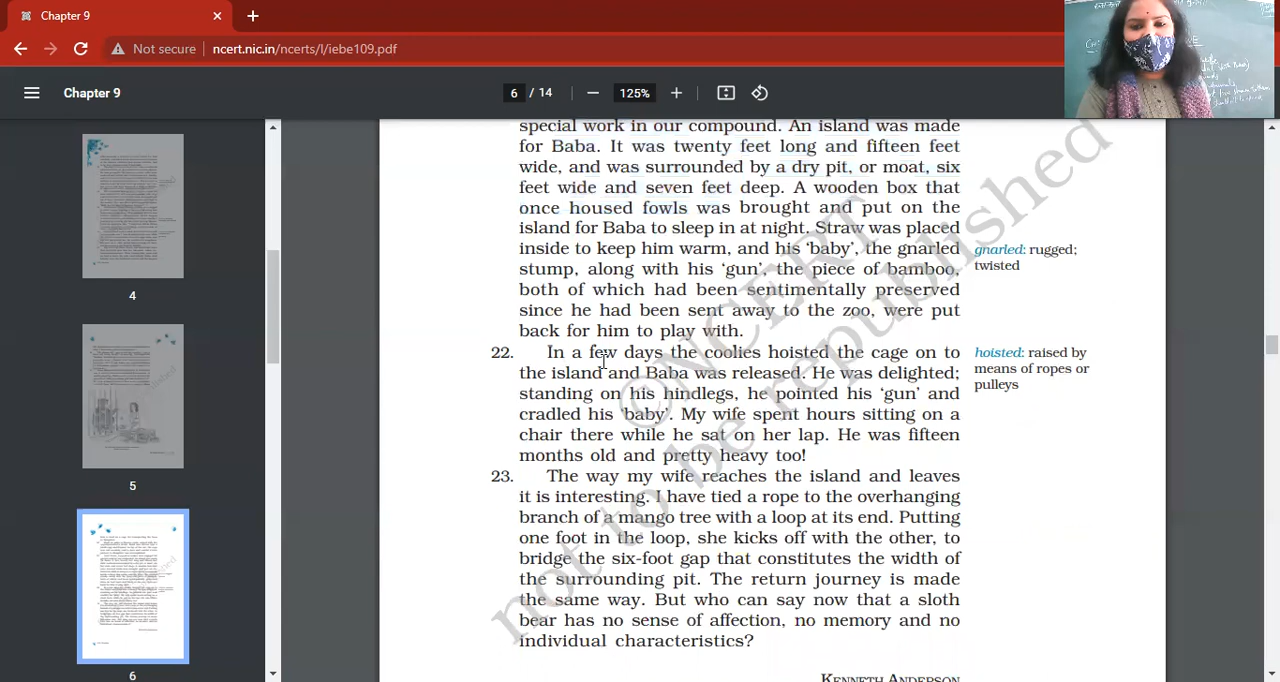 Chapter 9
Not secure
ncert.nic.in/ncerts/l/iebe109.pdf
Chapter 9
6 / 14
125%
4
5
6
special work in our compound. An island was made
for Baba. It was twenty feet long and fifteen feet
wide, and was surrounded by a dry pit, or moat, six
feet wide and seven feet deep. A wooden box that
once housed fowls was brought and put on the
island for Baba to sleep in at night. Straw was placed
inside to keep him warm, and his ‘baby’, the gnarled
stump, along with his ‘gun’, the piece of bamboo,
both of which had been sentimentally preserved
since he had been sent away to the zoo, were put
back for him to play with.
gnarled: rugged;
twisted
22. In a few days the coolies hoisted the cage on to
the island and Baba was released. He was delighted;
standing on his hindlegs, he pointed his ‘gun’ and
cradled his ‘baby’. My wife spent hours sitting on a
chair there while he sat on her lap. He was fifteen
months old and pretty heavy too!
hoisted: raised by
means of ropes or
pulleys
23. The way my wife reaches the island and leaves
it is interesting. I have tied a rope to the overhanging
branch of a mango tree with a loop at its end. Putting
one foot in the loop, she kicks off with the other, to
bridge the six-foot gap that constitutes the width of
the surrounding pit. The return journey is made
the same way. But who can say now that a sloth
bear has no sense of affection, no memory and no
individual characteristics?
KENNETH ANDERSON
©NCERT
not to be republished